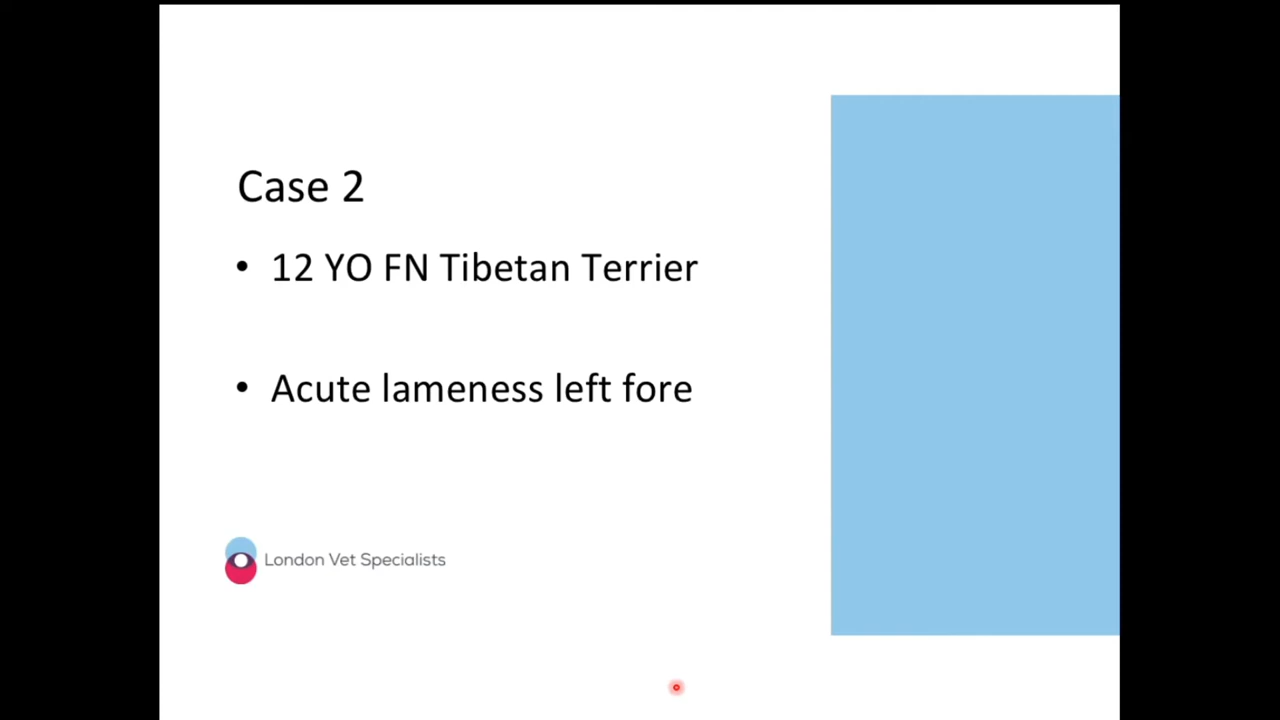 Case 2
• 12 YO FN Tibetan Terrier
• Acute lameness left fore
London Vet Specialists